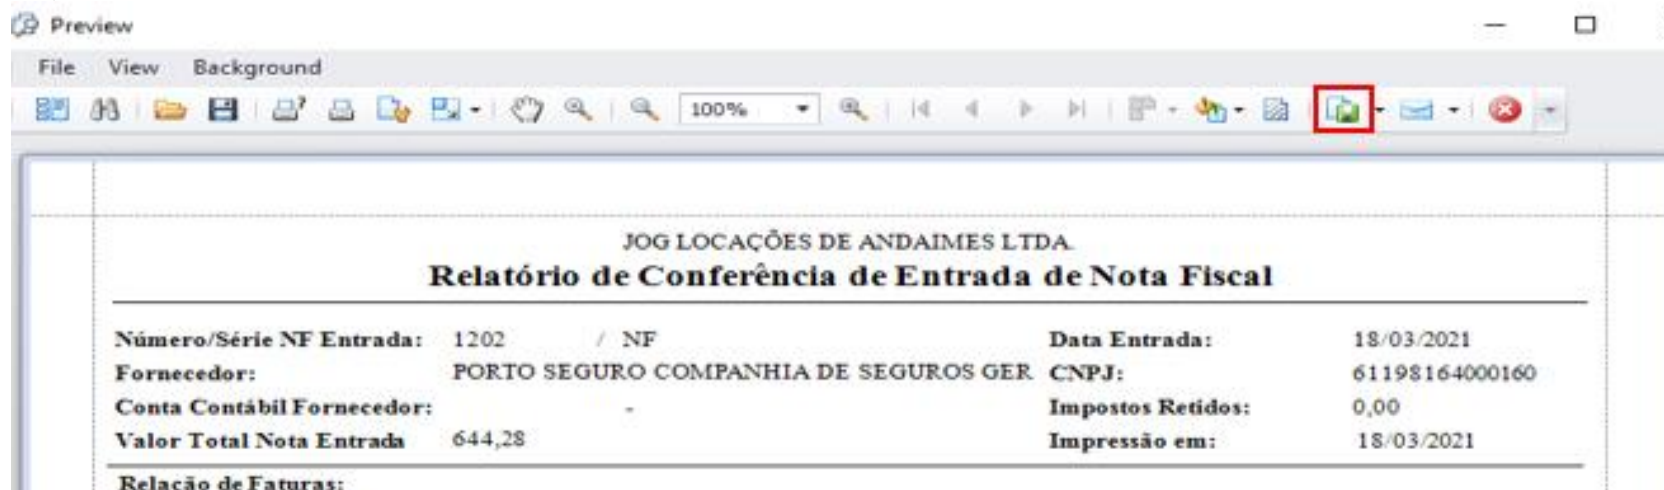 Preview
File View Background
100%
JOG LOCAÇÕES DE ANDAIMES LTDA.
Relatório de Conferência de Entrada de Nota Fiscal
Número/Série NF Entrada: 1202 / NF Data Entrada: 18/03/2021
Fornecedor: PORTO SEGURO COMPANHIA DE SEGUROS GER CNPJ: 61198164000160
Conta Contábil Fornecedor: - Impostos Retidos: 0,00
Valor Total Nota Entrada 644,28 Impressão em: 18/03/2021
Relação de Faturas: